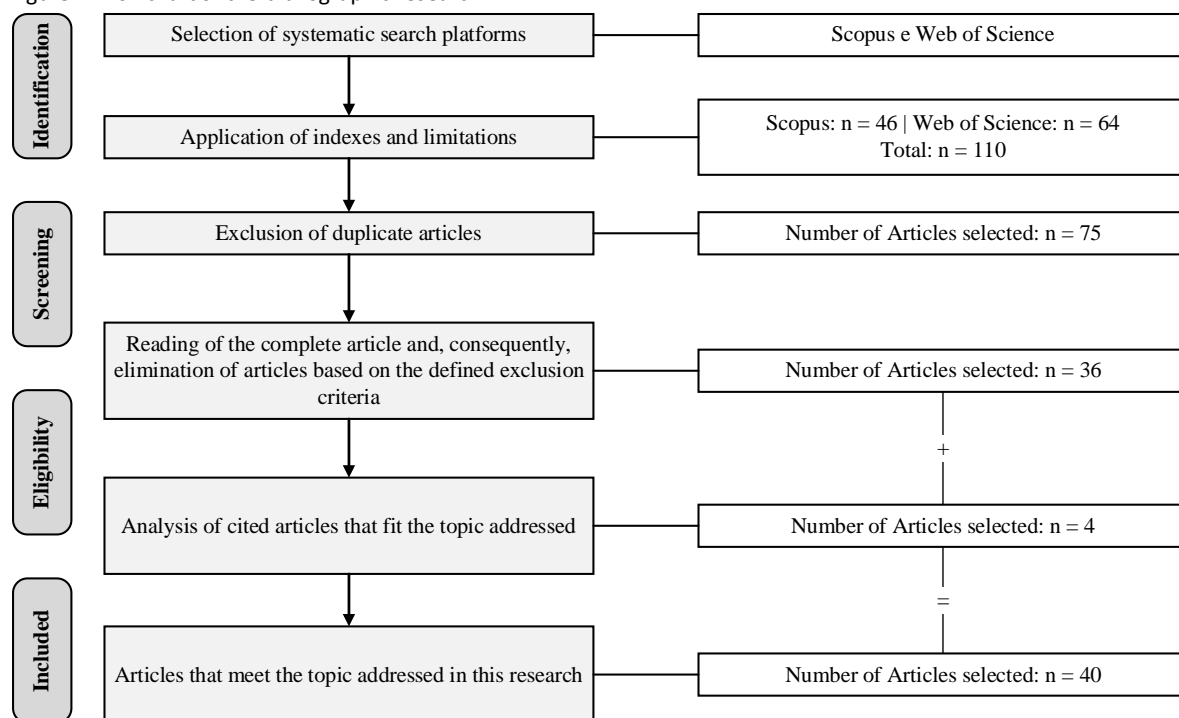 Identification
Selection of systematic search platforms
Scopus e Web of Science
Application of indexes and limitations
Scopus: n = 46 | Web of Science: n = 64
Total: n = 110
Screening
Exclusion of duplicate articles
Number of Articles selected: n = 75
Reading of the complete article and, consequently,
elimination of articles based on the defined exclusion
criteria
Number of Articles selected: n = 36
+
Eligibility
Analysis of cited articles that fit the topic addressed
Number of Articles selected: n = 4
=
Included
Articles that meet the topic addressed in this research
Number of Articles selected: n = 40